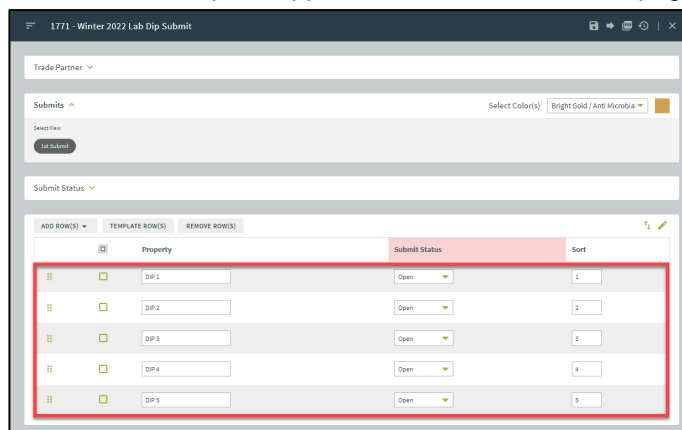 1771 - Winter 2022 Lab Dip Submit
Trade Partner
Submits
Select Color(s) Bright Gold / Anti Microbia
Select View
1st Submit
Submit Status
ADD ROW(S) TEMPLATE ROW(S) REMOVE ROW(S)
Property Submit Status Sort
DIP 1 Open 1
DIP 2 Open 2
DIP 3 Open 3
DIP 4 Open 4
DIP 5 Open 5